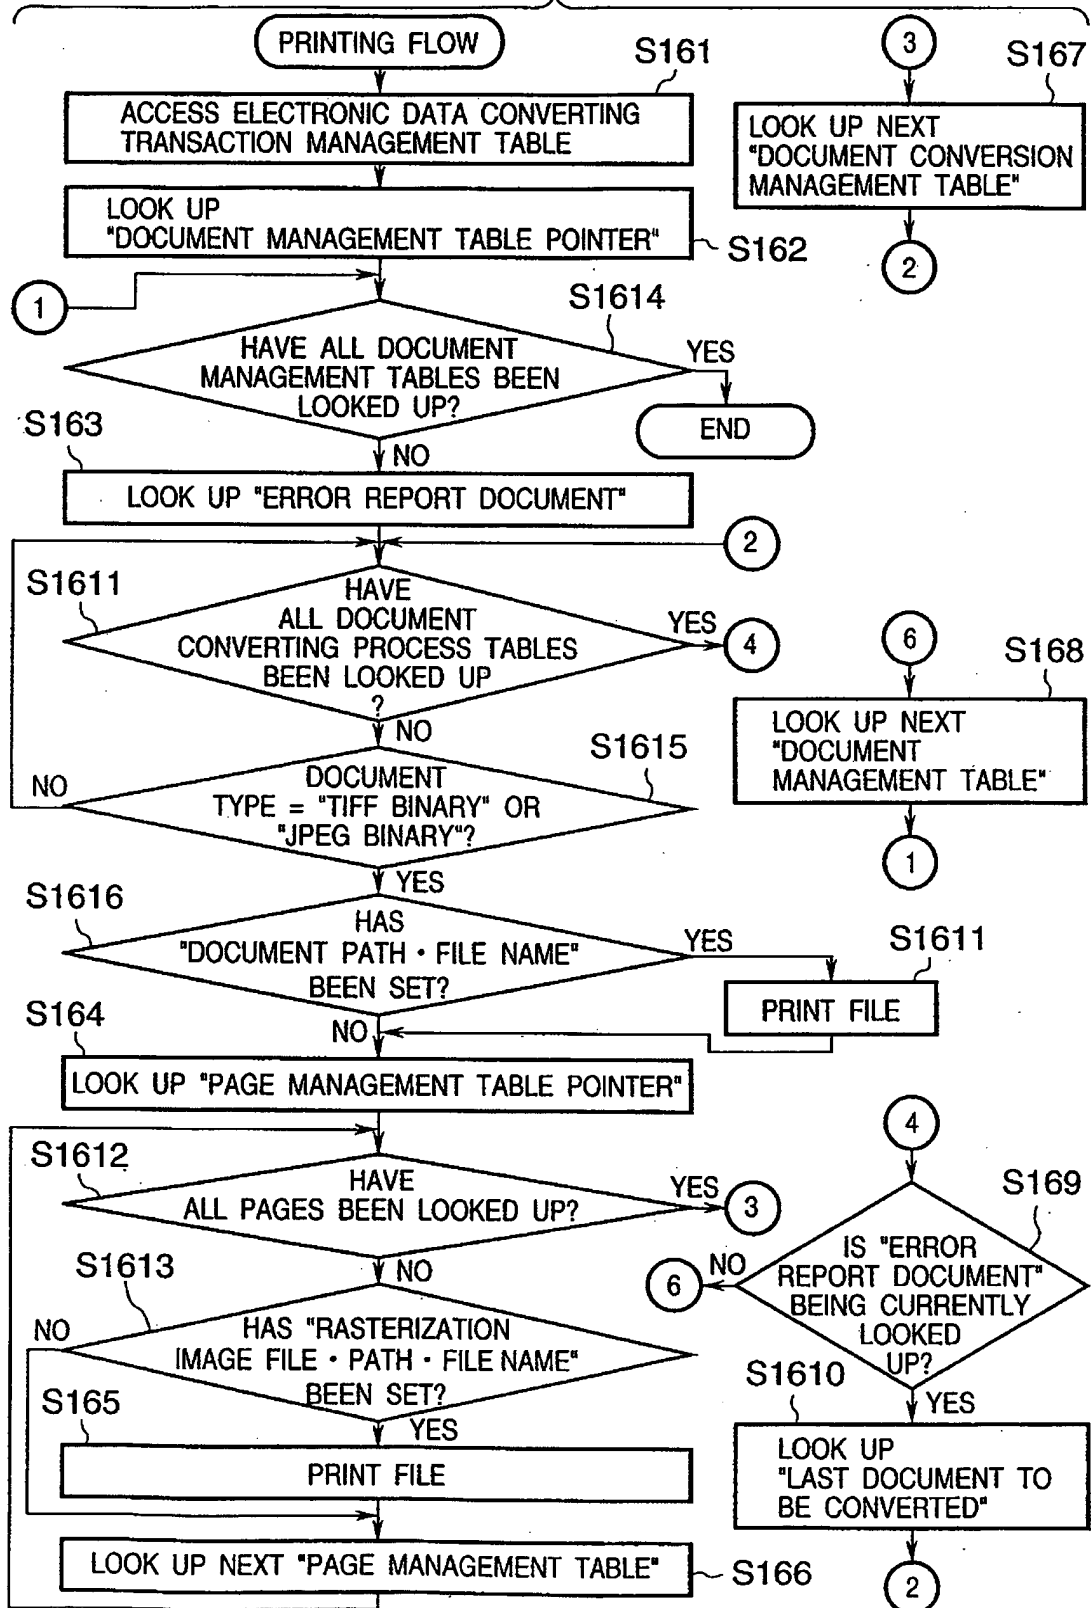 PRINTING FLOW
S161
ACCESS ELECTRONIC DATA CONVERTING
TRANSACTION MANAGEMENT TABLE
LOOK UP
"DOCUMENT MANAGEMENT TABLE POINTER"
S162
1
S1614
HAVE ALL DOCUMENT
MANAGEMENT TABLES BEEN
LOOKED UP?
YES
END
NO
S163
LOOK UP "ERROR REPORT DOCUMENT"
2
S1611
HAVE
ALL DOCUMENT
CONVERTING PROCESS TABLES
BEEN LOOKED UP
?
YES
4
NO
S1615
DOCUMENT
TYPE = "TIFF BINARY" OR
"JPEG BINARY"?
NO
YES
S1616
HAS
"DOCUMENT PATH · FILE NAME"
BEEN SET?
YES
S1611
PRINT FILE
NO
S164
LOOK UP "PAGE MANAGEMENT TABLE POINTER"
S1612
HAVE
ALL PAGES BEEN LOOKED UP?
YES
3
NO
S1613
HAS "RASTERIZATION
IMAGE FILE · PATH · FILE NAME"
BEEN SET?
NO
YES
S165
PRINT FILE
LOOK UP NEXT "PAGE MANAGEMENT TABLE"
S166
3
S167
LOOK UP NEXT
"DOCUMENT CONVERSION
MANAGEMENT TABLE"
2
6
S168
LOOK UP NEXT
"DOCUMENT
MANAGEMENT TABLE"
1
4
S169
IS "ERROR
REPORT DOCUMENT"
BEING CURRENTLY
LOOKED
UP?
NO
6
YES
S1610
LOOK UP
"LAST DOCUMENT TO
BE CONVERTED"
2